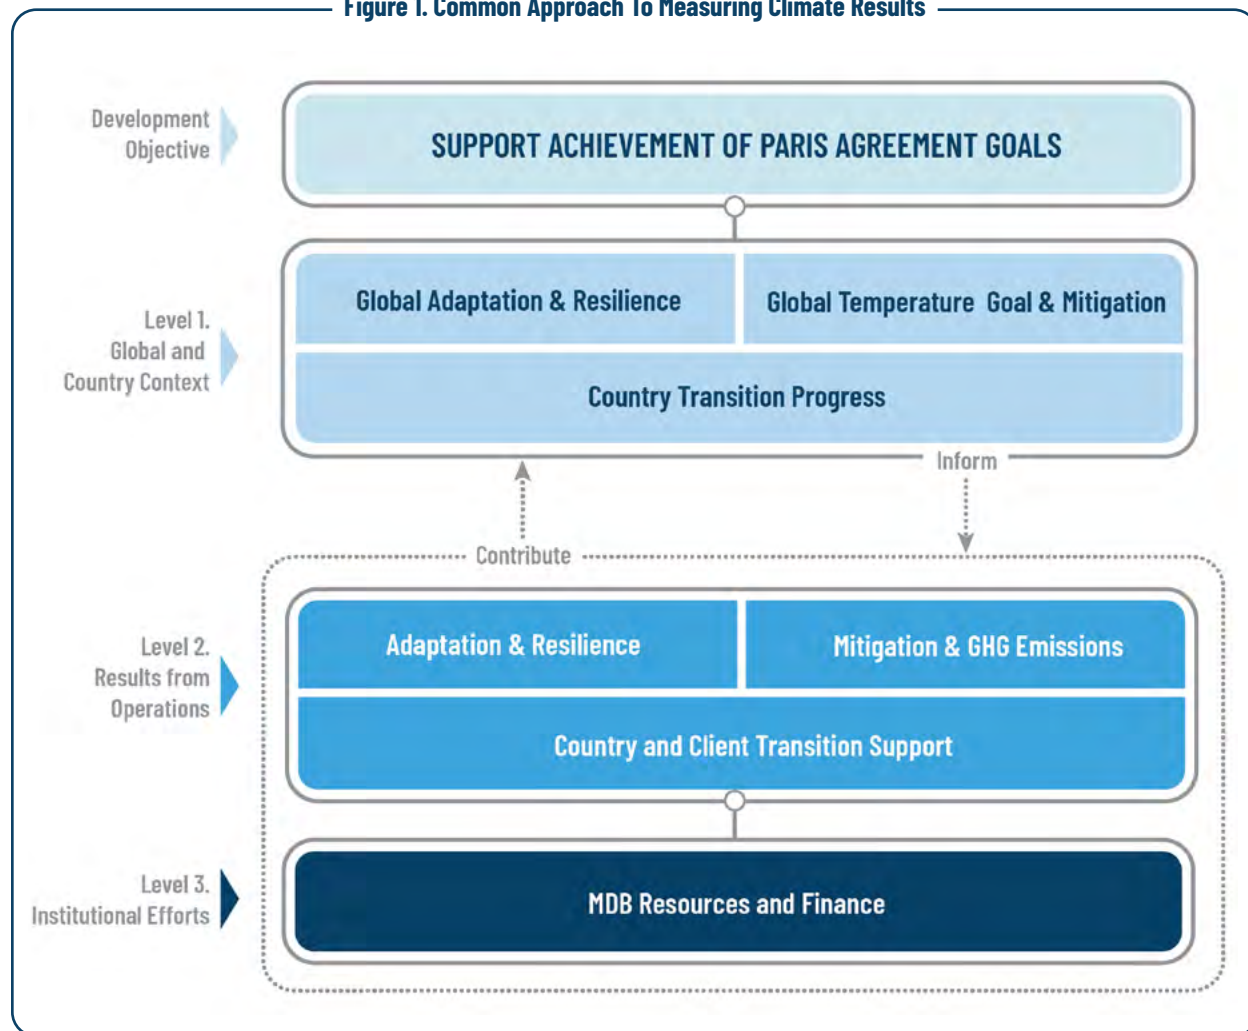 Figure 1. Common Approach To Measuring Climate Results
Development
Objective
SUPPORT ACHIEVEMENT OF PARIS AGREEMENT GOALS
Level 1.
Global and
Country Context
Global Adaptation & Resilience
Global Temperature Goal & Mitigation
Country Transition Progress
Inform
Contribute
Level 2.
Results from
Operations
Adaptation & Resilience
Mitigation & GHG Emissions
Country and Client Transition Support
Level 3.
Institutional Efforts
MDB Resources and Finance